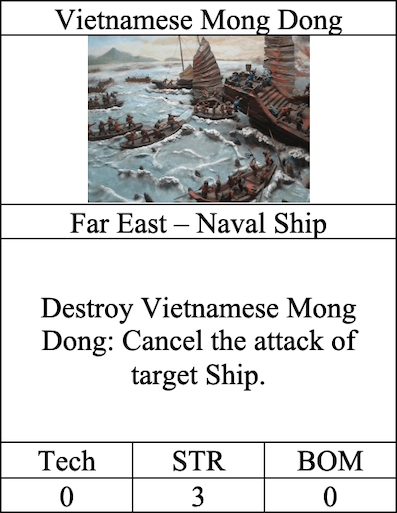 Vietnamese Mong Dong
Far East – Naval Ship
Destroy Vietnamese Mong
Dong: Cancel the attack of
target Ship.
Tech STR BOM
0 3 0